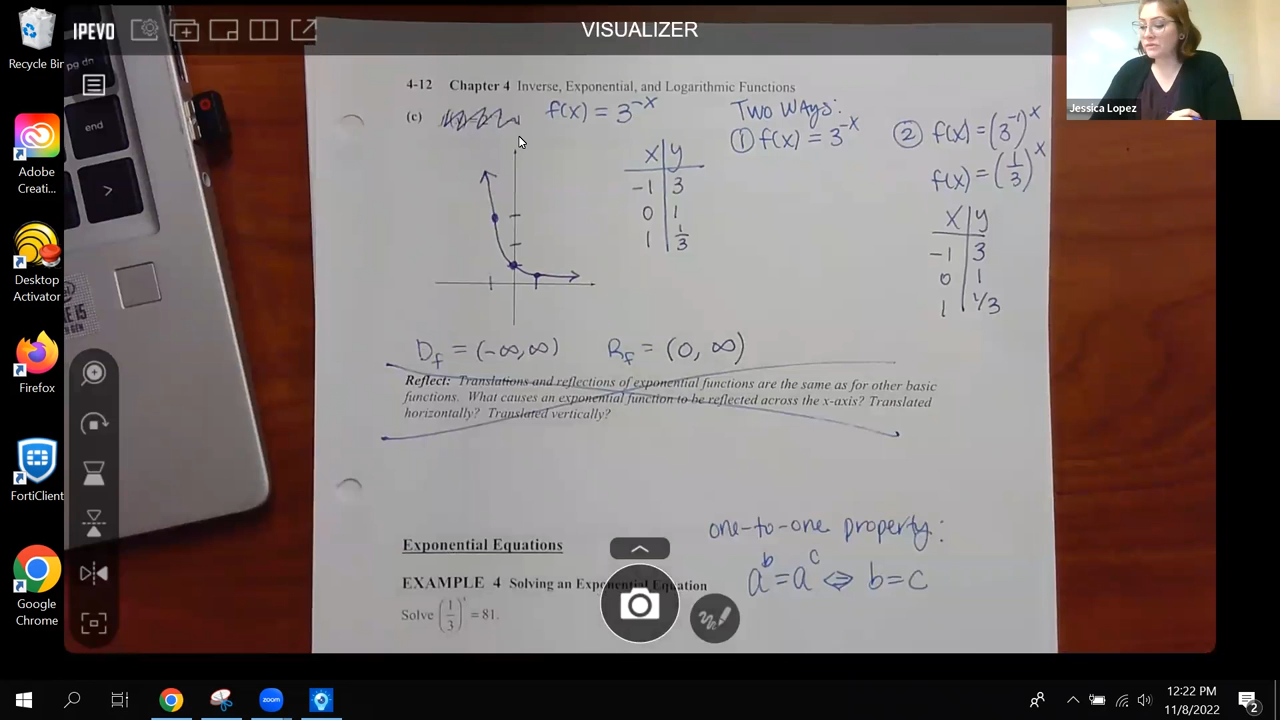 VISUALIZER
IPEVO
Recycle Bin
Adobe
Creati...
Desktop
Activator
Firefox
FortiClient
Google
Chrome
pg dn
end
Jessica Lopez
4-12 Chapter 4 Inverse, Exponential, and Logarithmic Functions
(c) f(x) = 3^-x
x | y
-1 | 3
0 | 1
1 | 1/3
Two Ways:
① f(x) = 3^-x
② f(x) = (3^-1)^x
f(x) = (1/3)^x
x | y
-1 | 3
0 | 1
1 | 1/3
D_f = (-∞, ∞) R_f = (0, ∞)
Reflect: Translations and reflections of exponential functions are the same as for other basic
functions. What causes an exponential function to be reflected across the x-axis? Translated
horizontally? Translated vertically?
one-to-one property:
a^b = a^c ⇔ b = c
Exponential Equations
EXAMPLE 4 Solving an Exponential Equation
Solve (1/3)^x = 81.
12:22 PM
11/8/2022
zoom
2